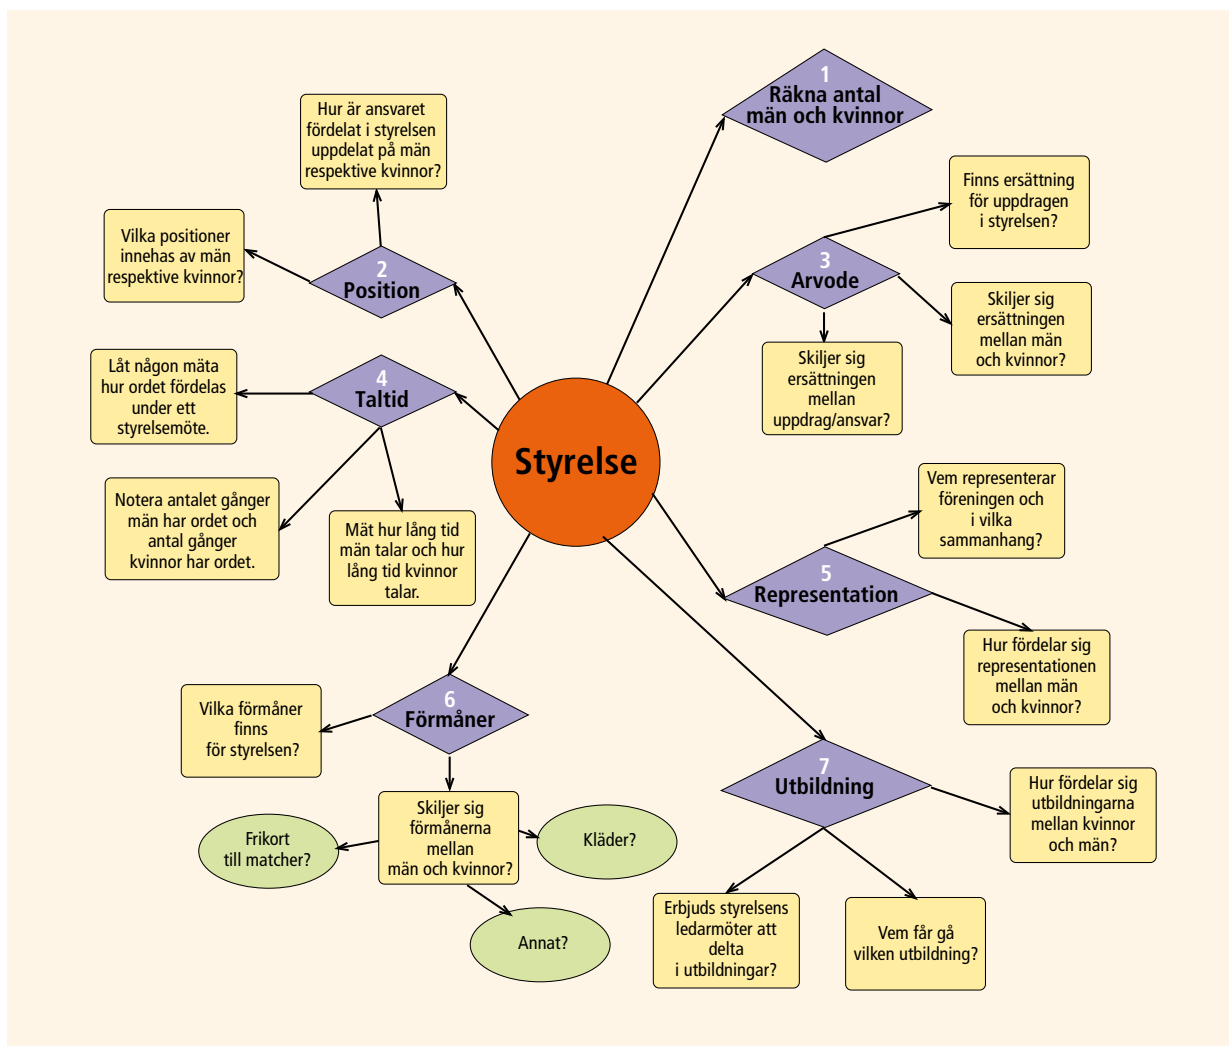 Styrelse
1
Räkna antal
män och kvinnor
2
Position
Hur är ansvaret
fördelat i styrelsen
uppdelat på män
respektive kvinnor?
Vilka positioner
innehas av män
respektive kvinnor?
3
Arvode
Finns ersättning
för uppdragen
i styrelsen?
Skiljer sig
ersättningen
mellan män
och kvinnor?
Skiljer sig
ersättningen
mellan
uppdrag/ansvar?
4
Taltid
Låt någon mäta
hur ordet fördelas
under ett
styrelsemöte.
Notera antalet gånger
män har ordet och
antal gånger
kvinnor har ordet.
Mät hur lång tid
män talar och hur
lång tid kvinnor
talar.
5
Representation
Vem representerar
föreningen och
i vilka
sammanhang?
Hur fördelar sig
representationen
mellan män
och kvinnor?
6
Förmåner
Vilka förmåner
finns
för styrelsen?
Skiljer sig
förmånerna
mellan
män och kvinnor?
Frikort
till matcher?
Kläder?
Annat?
7
Utbildning
Hur fördelar sig
utbildningarna
mellan kvinnor
och män?
Erbjuds styrelsens
ledarmöter att
delta
i utbildningar?
Vem får gå
vilken utbildning?